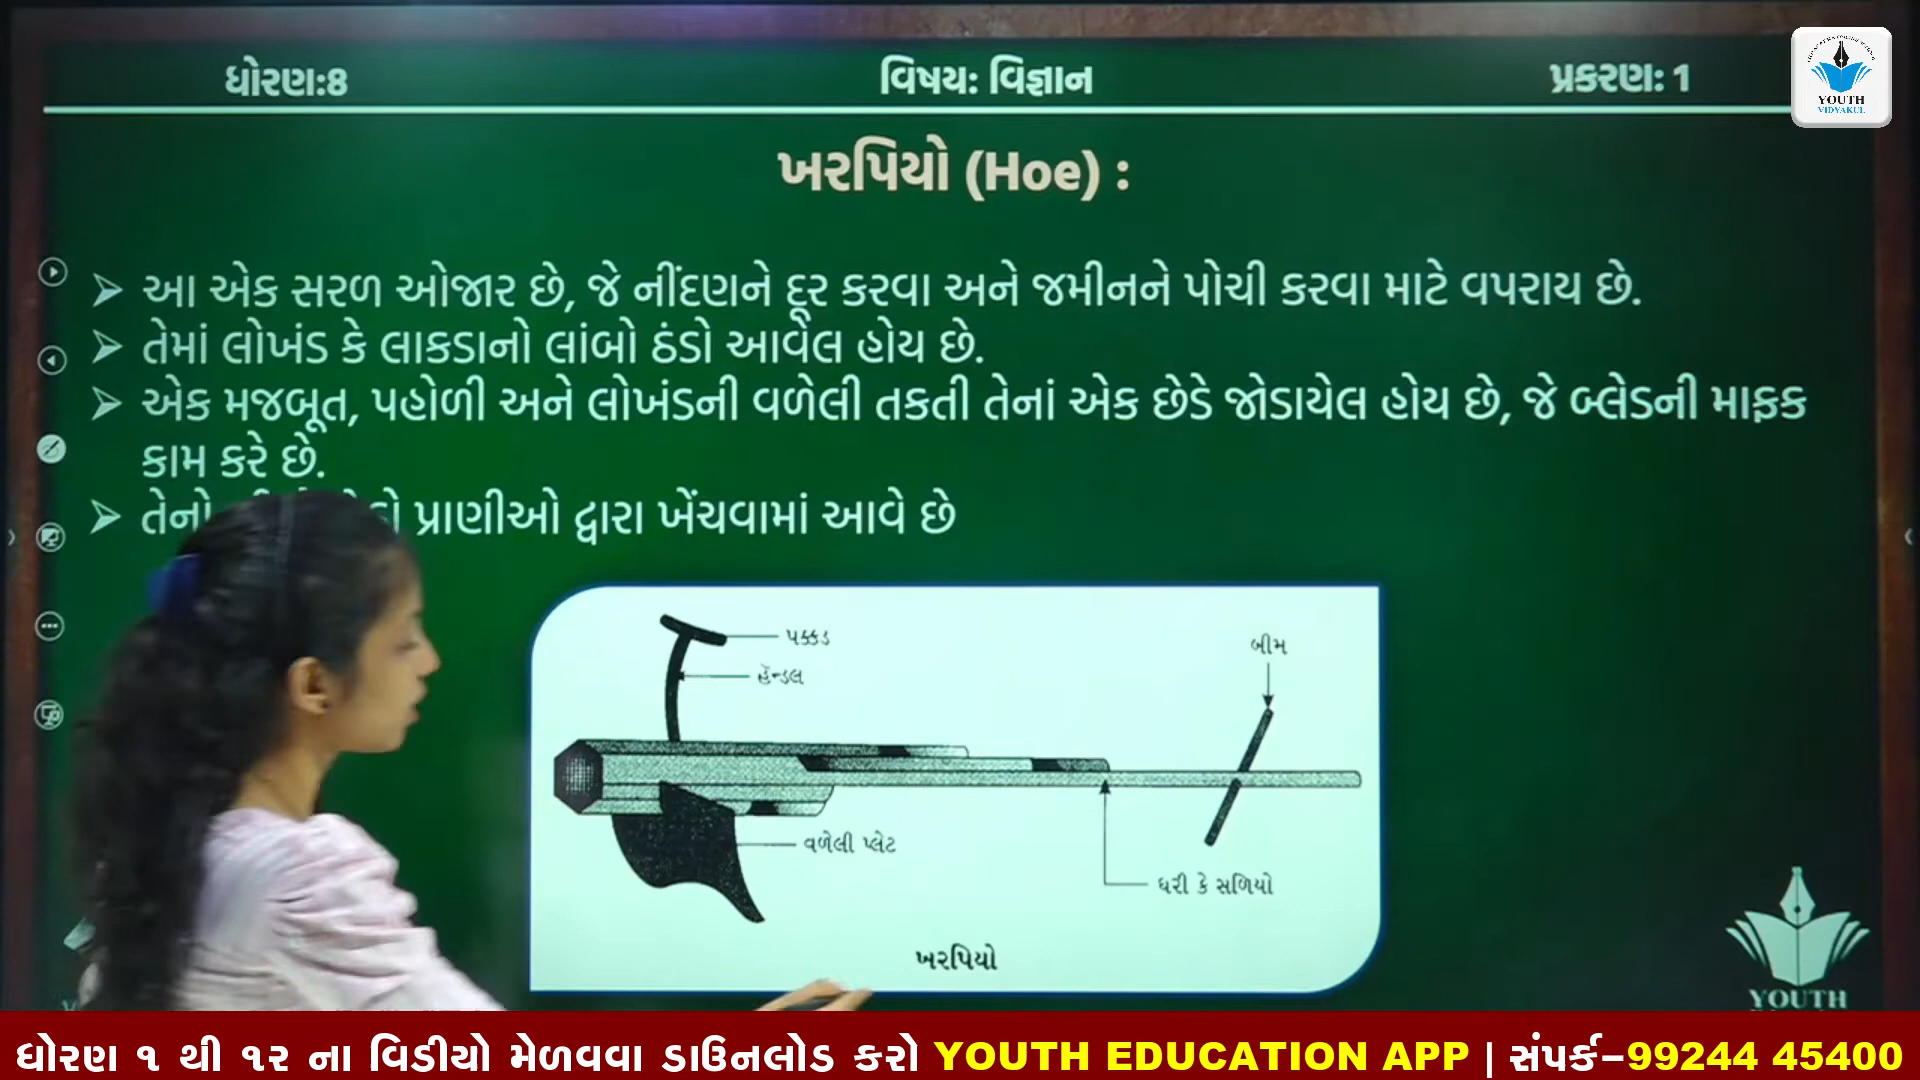 ધોરણ:8 વિષય: વિજ્ઞાન પ્રકરણ: 1
YOUTH
VIDYAKUL
ખરપિયો (Hoe) :
આ એક સરળ ઓજાર છે, જે નીંદણને દૂર કરવા અને જમીનને પોચી કરવા માટે વપરાય છે.
તેમાં લોખંડ કે લાકડાનો લાંબો ઠંડો આવેલ હોય છે.
એક મજબૂત, પહોળી અને લોખંડની વળેલી તકતી તેનાં એક છેડે જોડાયેલ હોય છે, જે બ્લેડની માફક
કામ કરે છે.
તેનો પ્રાણીઓ દ્વારા ખેંચવામાં આવે છે
પક્કડ
હૅન્ડલ
બીમ
વળેલી પ્લેટ
ધરી કે સળિયો
ખરપિયો
YOUTH
ધોરણ ૧ થી ૧૨ ના વિડીયો મેળવવા ડાઉનલોડ કરો YOUTH EDUCATION APP | સંપર્ક–99244 45400